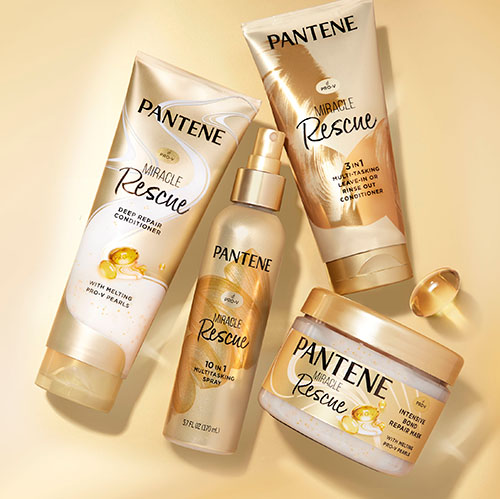 PANTENE
PRO-V
MIRACLE
Rescue
DEEP REPAIR
CONDITIONER
WITH MELTING
PRO-V PEARLS
PANTENE
PRO-V
MIRACLE
Rescue
10 IN 1
MULTITASKING
SPRAY
5.7 FL OZ (170 mL)
PANTENE
PRO-V
MIRACLE
Rescue
3 IN 1
MULTI-TASKING
LEAVE-IN OR
RINSE OUT
CONDITIONER
PANTENE
PRO-V
MIRACLE
Rescue
INTENSIVE
BOND
REPAIR MASK
WITH MELTING
PRO-V PEARLS